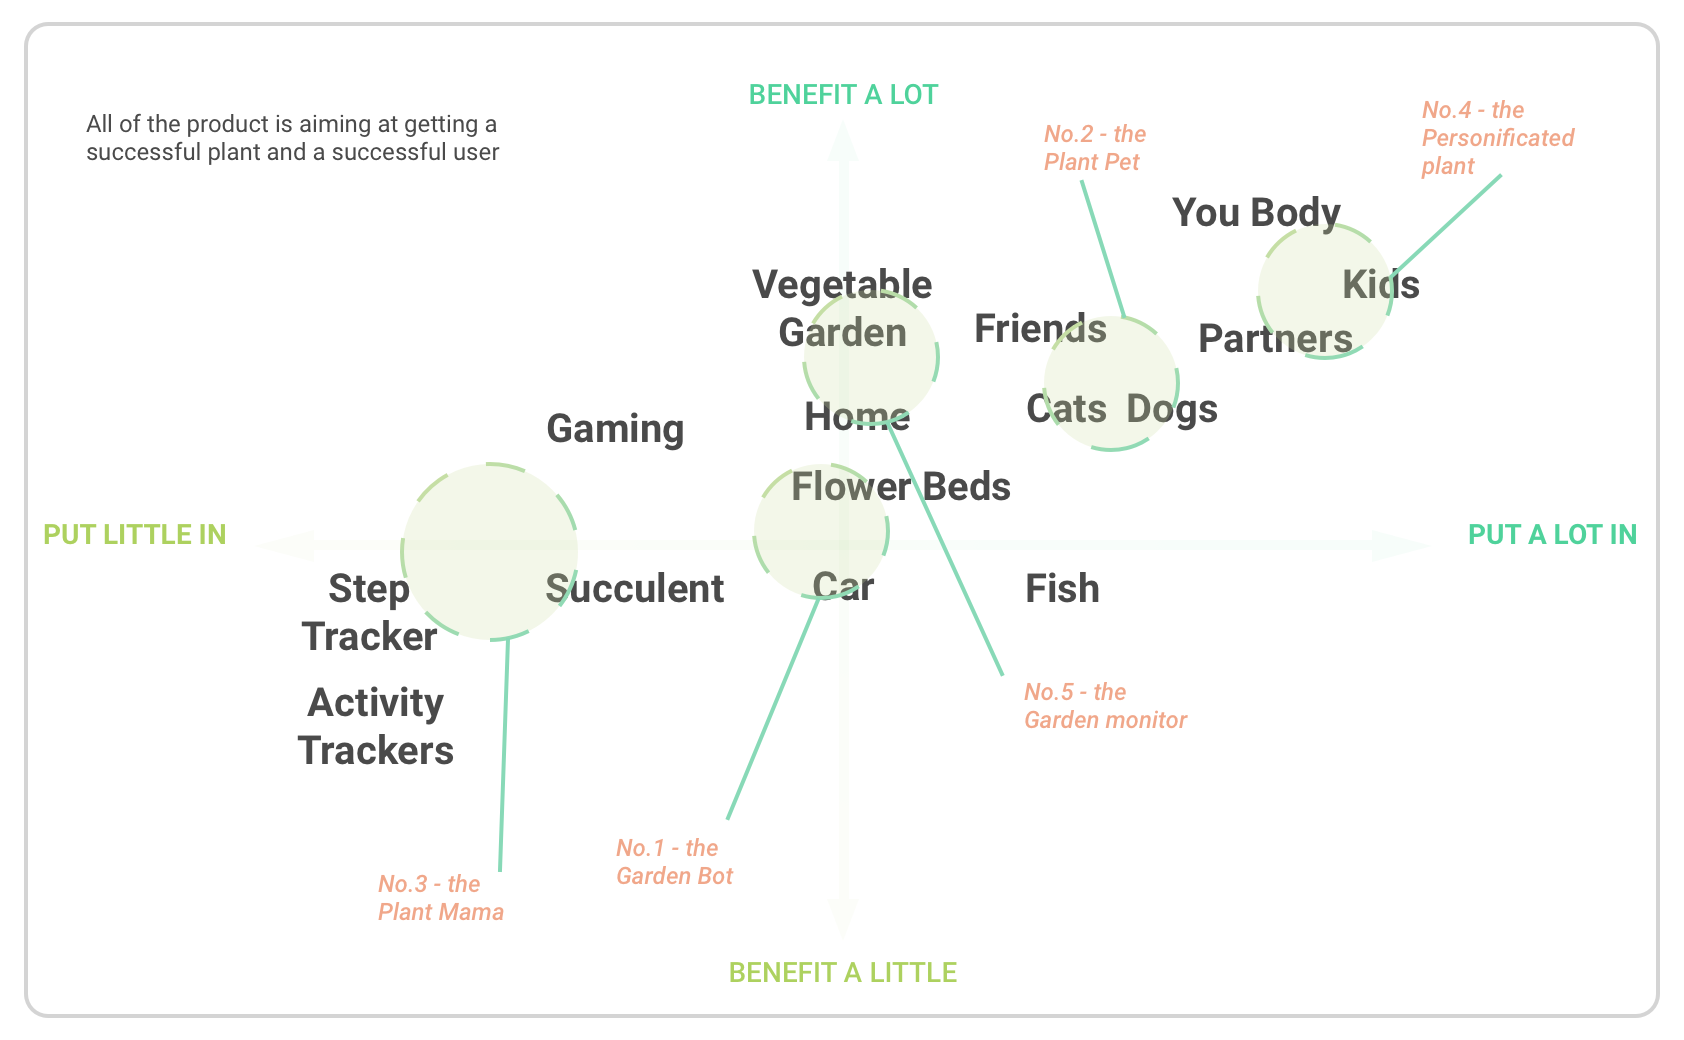 BENEFIT A LOT
All of the product is aiming at getting a
successful plant and a successful user
No.2 - the
Plant Pet
No.4 - the
Personificated
plant
You Body
Kids
Partners
Vegetable
Garden
Home
Friends
Cats Dogs
Gaming
Flower Beds
PUT LITTLE IN
PUT A LOT IN
Step
Tracker
Succulent
Car
Fish
Activity
Trackers
No.5 - the
Garden monitor
No.1 - the
Garden Bot
No.3 - the
Plant Mama
BENEFIT A LITTLE